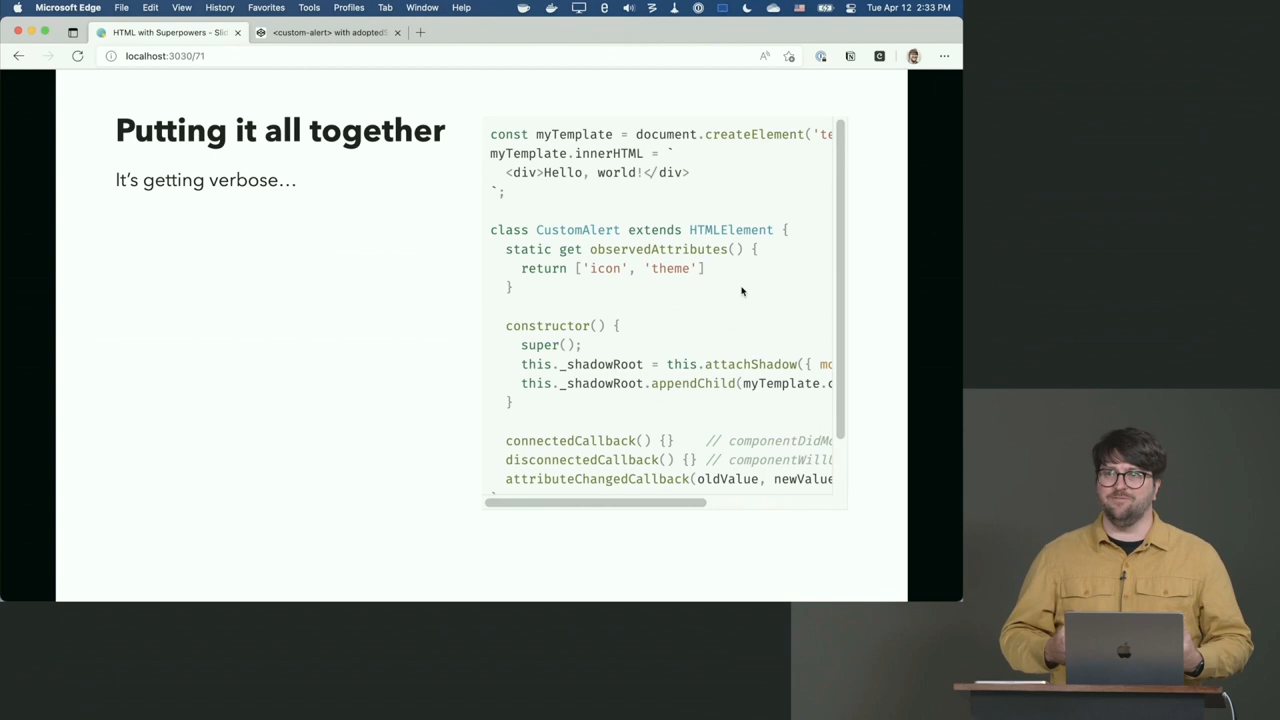 Microsoft Edge File Edit View History Favorites Tools Profiles Tab Window Help Tue Apr 12 2:33 PM
HTML with Superpowers - Slid
<custom-alert> with adoptedS
localhost:3030/71
Putting it all together
It's getting verbose…
const myTemplate = document.createElement('te
myTemplate.innerHTML = `
<div>Hello, world!</div>
`;
class CustomAlert extends HTMLElement {
static get observedAttributes() {
return ['icon', 'theme']
}
constructor() {
super();
this._shadowRoot = this.attachShadow({ mo
this._shadowRoot.appendChild(myTemplate.c
}
connectedCallback() {} // componentDidMo
disconnectedCallback() {} // componentWillU
attributeChangedCallback(oldValue, newValue